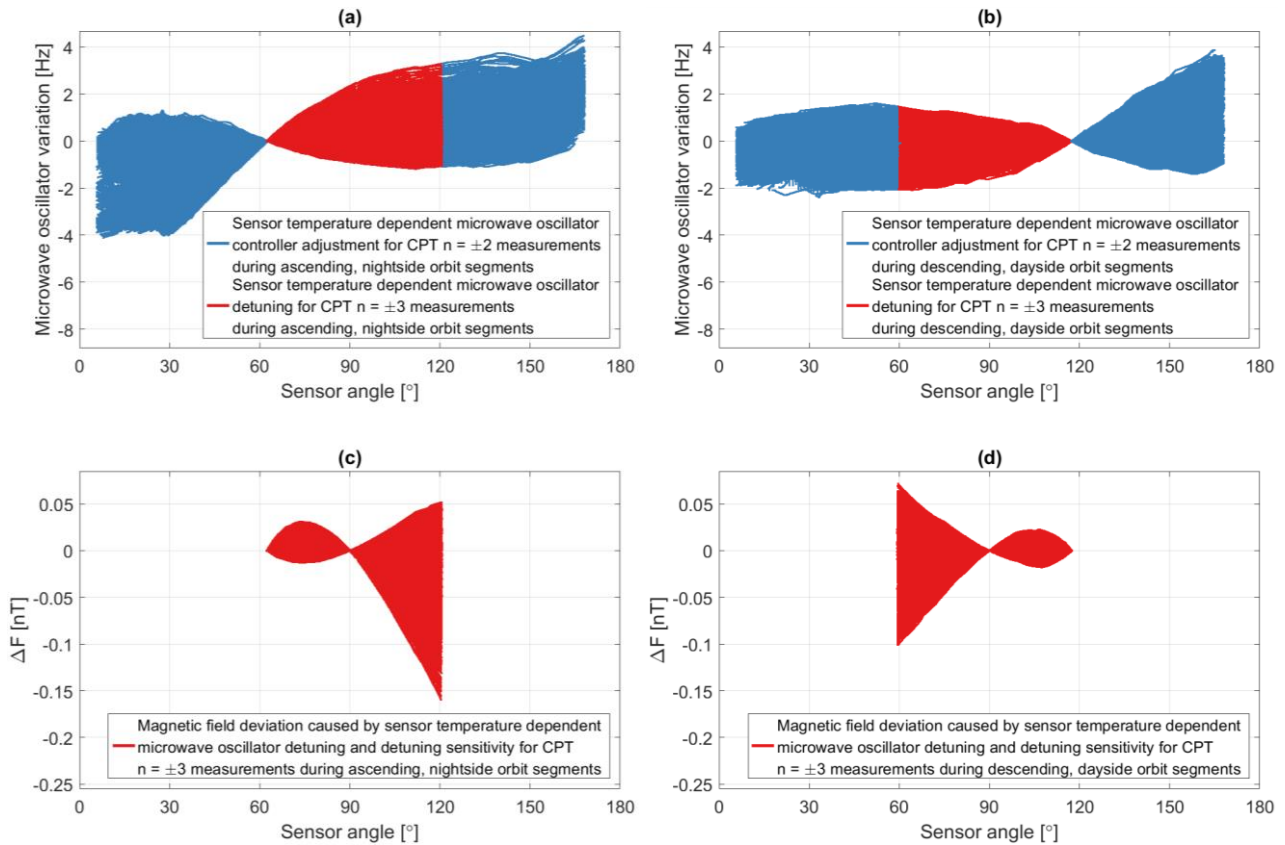 (a)
Microwave oscillator variation [Hz]
4
2
0
-2
-4
-6
-8
Sensor temperature dependent microwave oscillator
controller adjustment for CPT n = ±2 measurements
during ascending, nightside orbit segments
Sensor temperature dependent microwave oscillator
detuning for CPT n = ±3 measurements
during ascending, nightside orbit segments
0 30 60 90 120 150 180
Sensor angle [°]
(b)
Microwave oscillator variation [Hz]
4
2
0
-2
-4
-6
-8
Sensor temperature dependent microwave oscillator
controller adjustment for CPT n = ±2 measurements
during descending, dayside orbit segments
Sensor temperature dependent microwave oscillator
detuning for CPT n = ±3 measurements
during descending, dayside orbit segments
0 30 60 90 120 150 180
Sensor angle [°]
(c)
ΔF [nT]
0.05
0
-0.05
-0.1
-0.15
-0.2
-0.25
Magnetic field deviation caused by sensor temperature dependent
microwave oscillator detuning and detuning sensitivity for CPT
n = ±3 measurements during ascending, nightside orbit segments
0 30 60 90 120 150 180
Sensor angle [°]
(d)
ΔF [nT]
0.05
0
-0.05
-0.1
-0.15
-0.2
-0.25
Magnetic field deviation caused by sensor temperature dependent
microwave oscillator detuning and detuning sensitivity for CPT
n = ±3 measurements during descending, dayside orbit segments
0 30 60 90 120 150 180
Sensor angle [°]